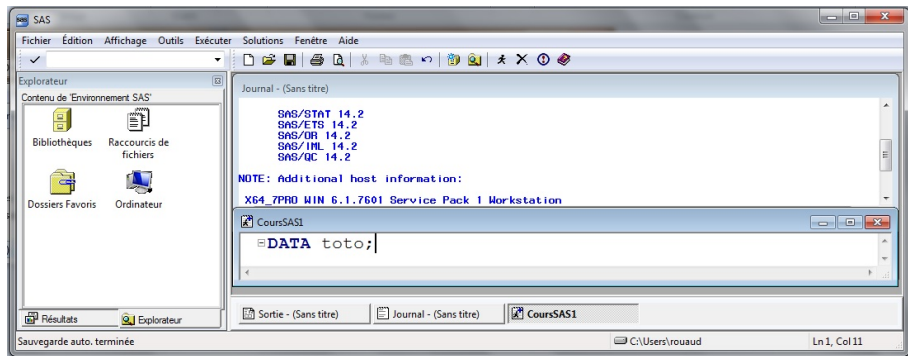 SAS
Fichier Édition Affichage Outils Exécuter Solutions Fenêtre Aide
Explorateur
Contenu de 'Environnement SAS'
Bibliothèques
Raccourcis de
fichiers
Dossiers Favoris
Ordinateur
Résultats
Explorateur
Journal - (Sans titre)
SAS/STAT 14.2
SAS/ETS 14.2
SAS/OR 14.2
SAS/IML 14.2
SAS/QC 14.2
NOTE: Additional host information:
X64_7PRO WIN 6.1.7601 Service Pack 1 Workstation
CoursSAS1
DATA toto;
Sortie - (Sans titre)
Journal - (Sans titre)
CoursSAS1
Sauvegarde auto. terminée
C:\Users\rouaud
Ln 1, Col 11